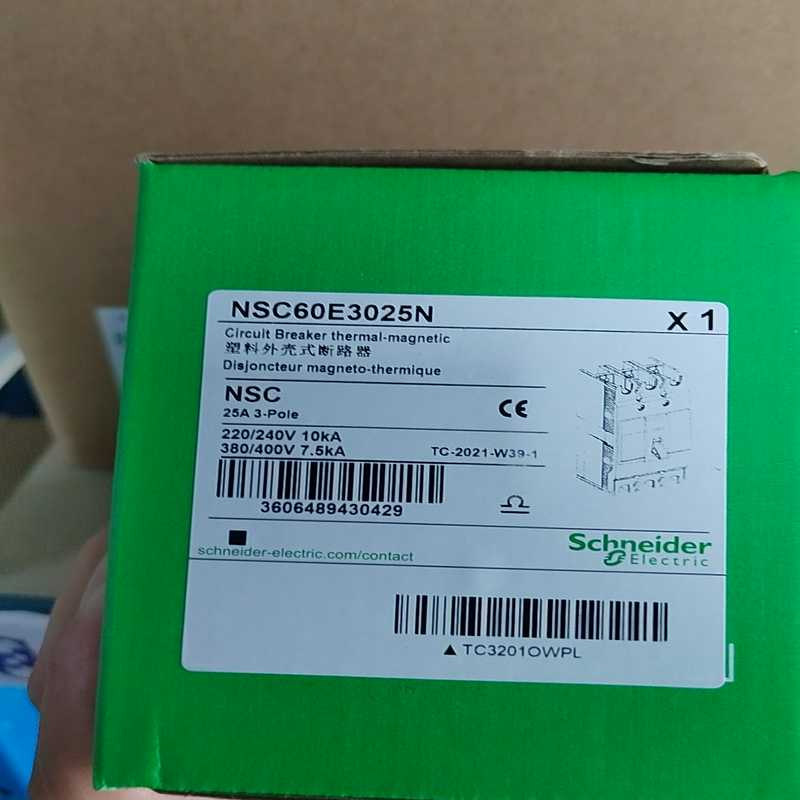 NSC60E3025N
X 1
Circuit Breaker thermal-magnetic
塑料外壳式断路器
Disjoncteur magneto-thermique
NSC
25A 3-Pole
CE
220/240V 10kA
380/400V 7.5kA
TC-2021-W39-1
3606489430429
schneider-electric.com/contact
Schneider
Electric
▲ TC3201OWPL